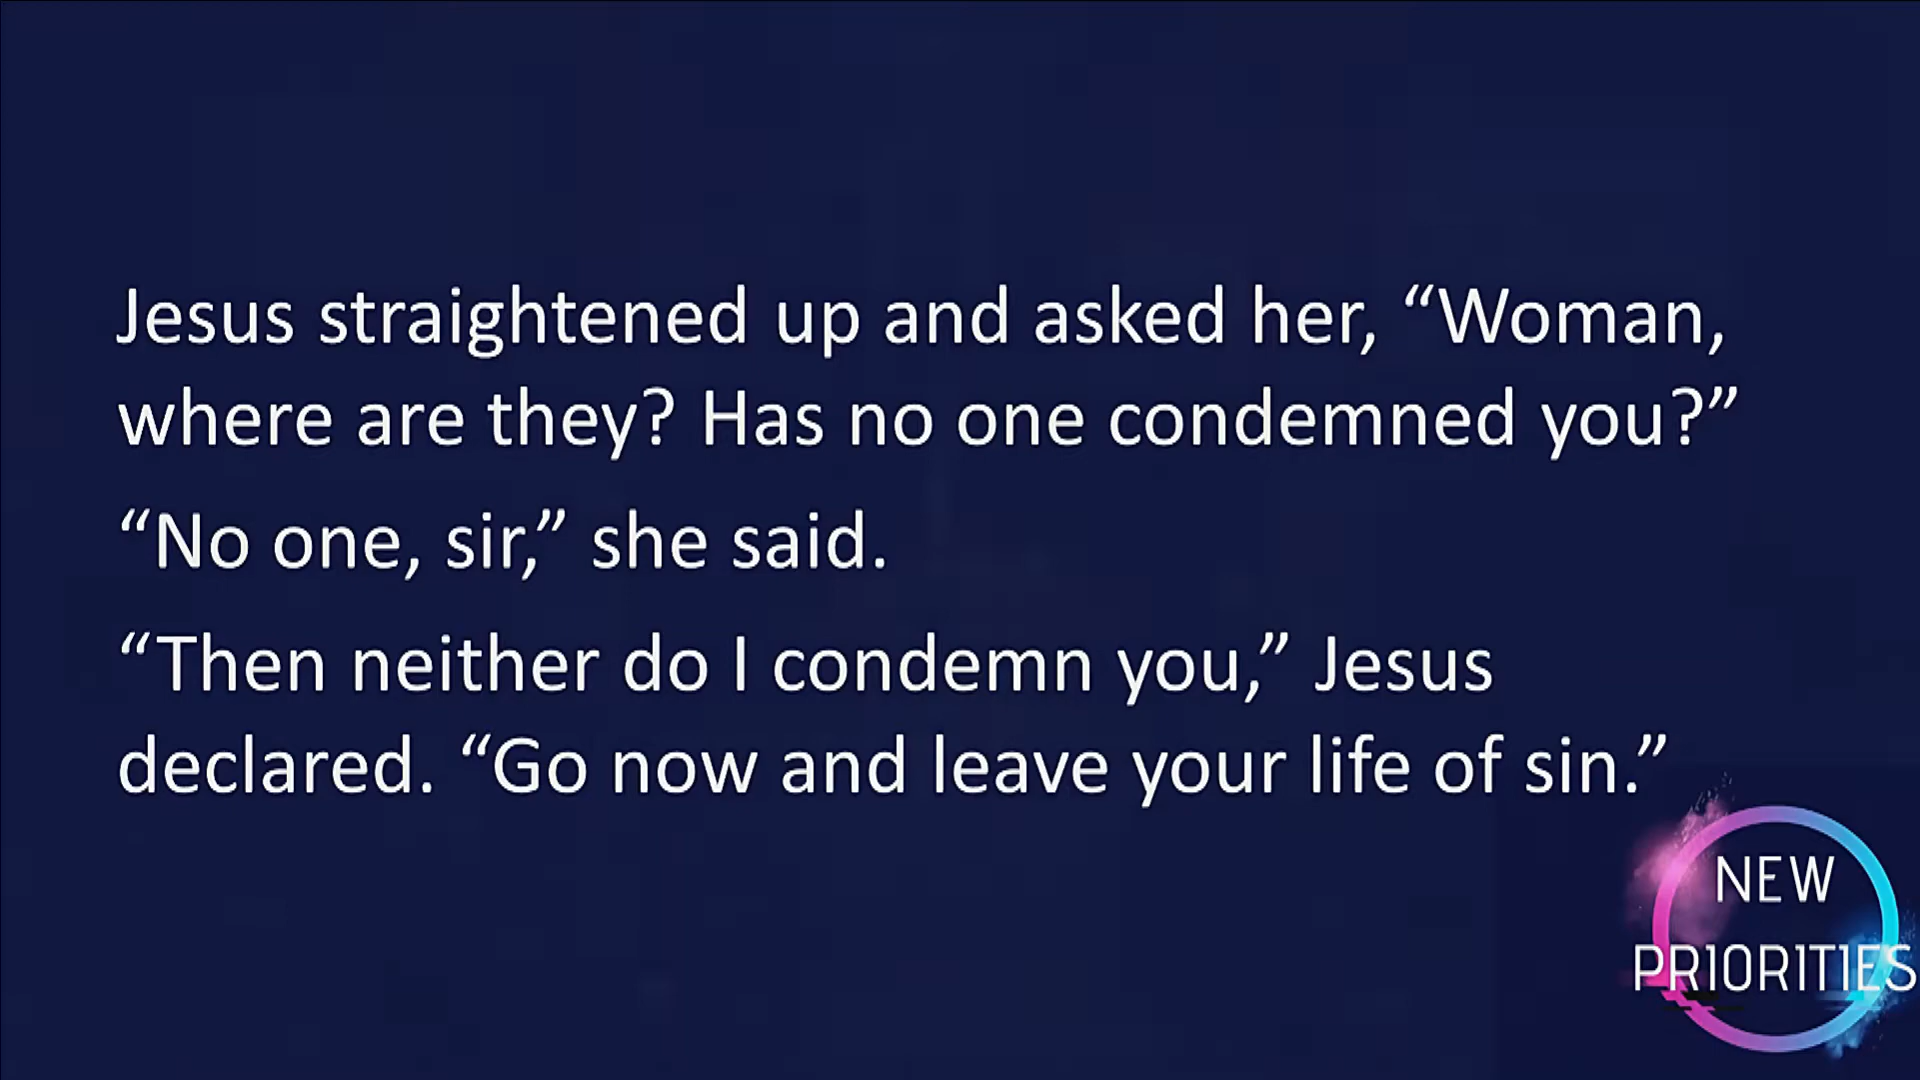 Jesus straightened up and asked her, “Woman,
where are they? Has no one condemned you?”
“No one, sir,” she said.
“Then neither do I condemn you,” Jesus
declared. “Go now and leave your life of sin.”
NEW
PRIORITIES